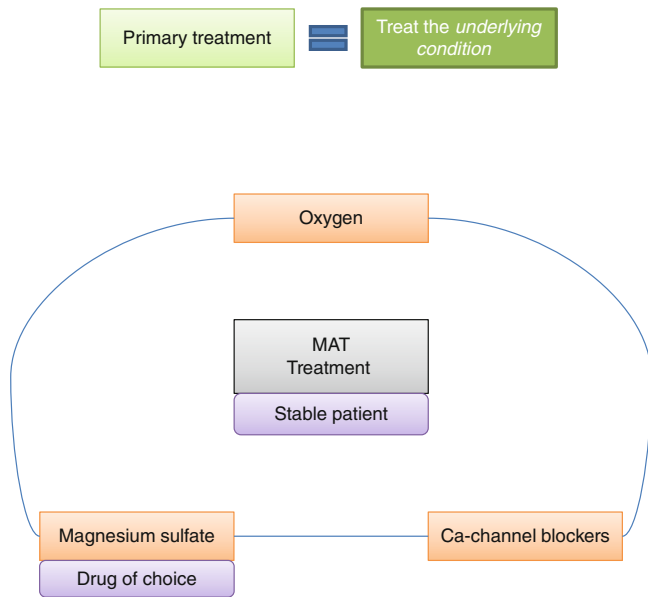 Primary treatment
Treat the underlying
condition
Oxygen
MAT
Treatment
Stable patient
Magnesium sulfate
Drug of choice
Ca-channel blockers